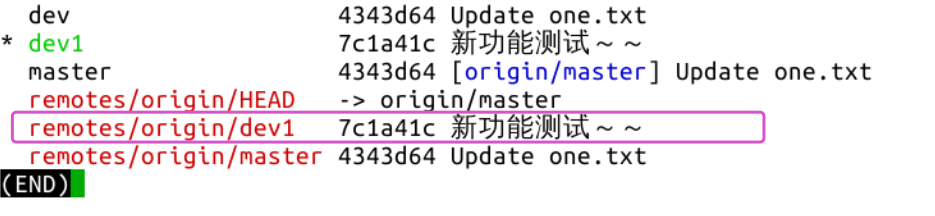 dev 4343d64 Update one.txt
* dev1 7c1a41c 新功能测试～～
master 4343d64 [origin/master] Update one.txt
remotes/origin/HEAD -> origin/master
remotes/origin/dev1 7c1a41c 新功能测试～～
remotes/origin/master 4343d64 Update one.txt
(END)